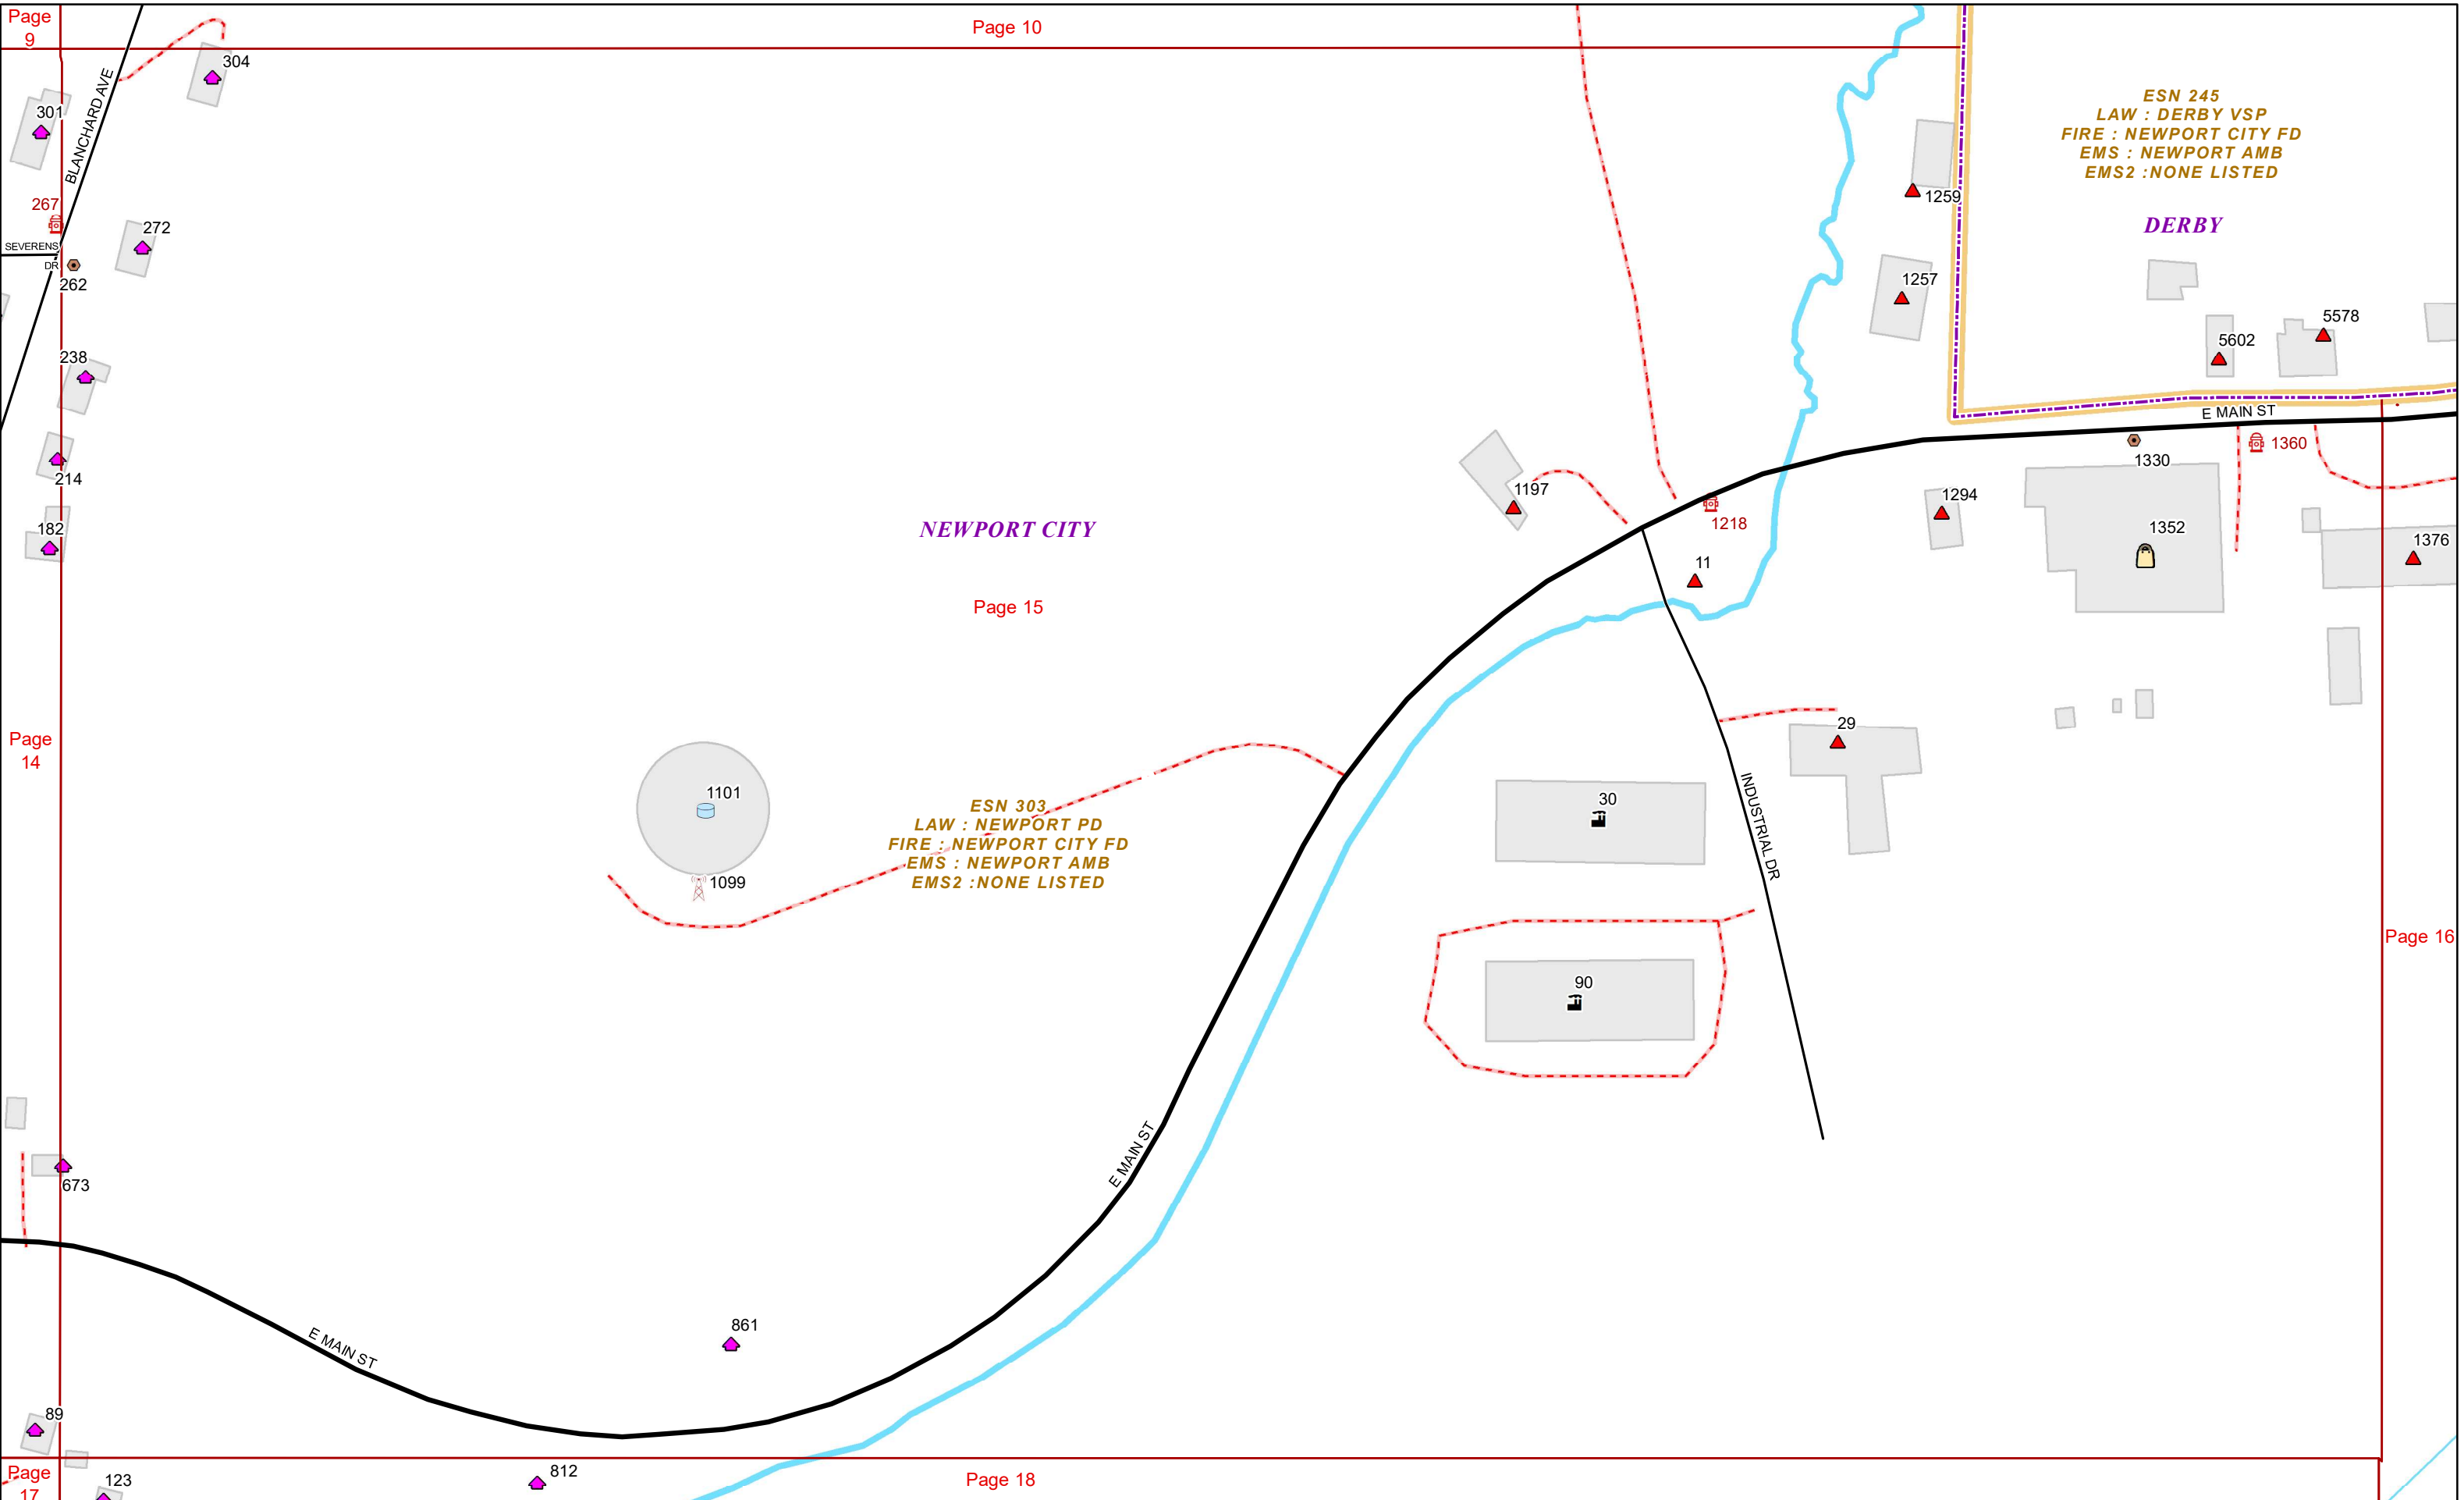 Page
9
Page 10
304
301
BLANCHARD AVE
267
272
SEVERENS
DR
262
238
214
182
ESN 245
LAW : DERBY VSP
FIRE : NEWPORT CITY FD
EMS : NEWPORT AMB
EMS2 :NONE LISTED
DERBY
1259
1257
5602
5578
E MAIN ST
1330
1360
1197
1218
1294
1352
1376
11
NEWPORT CITY
Page 15
Page
14
29
INDUSTRIAL DR
30
1101
1099
ESN 303
LAW : NEWPORT PD
FIRE : NEWPORT CITY FD
EMS : NEWPORT AMB
EMS2 :NONE LISTED
Page 16
90
E MAIN ST
673
E MAIN ST
861
89
Page
17
123
812
Page 18